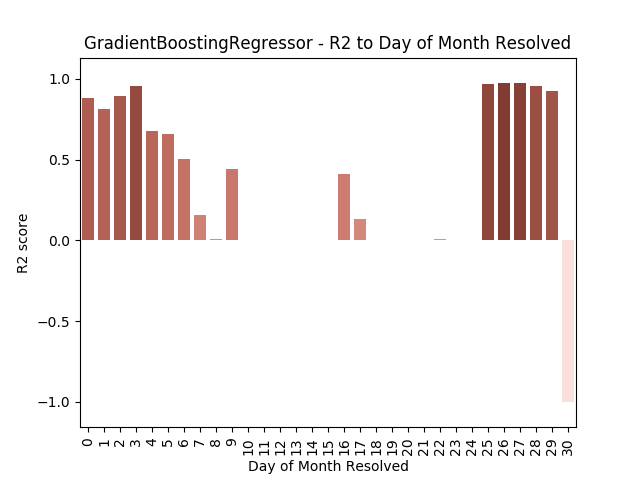 GradientBoostingRegressor - R2 to Day of Month Resolved
R2 score
1.0
0.5
0.0
−0.5
−1.0
0 1 2 3 4 5 6 7 8 9 10 11 12 13 14 15 16 17 18 19 20 21 22 23 24 25 26 27 28 29 30
Day of Month Resolved